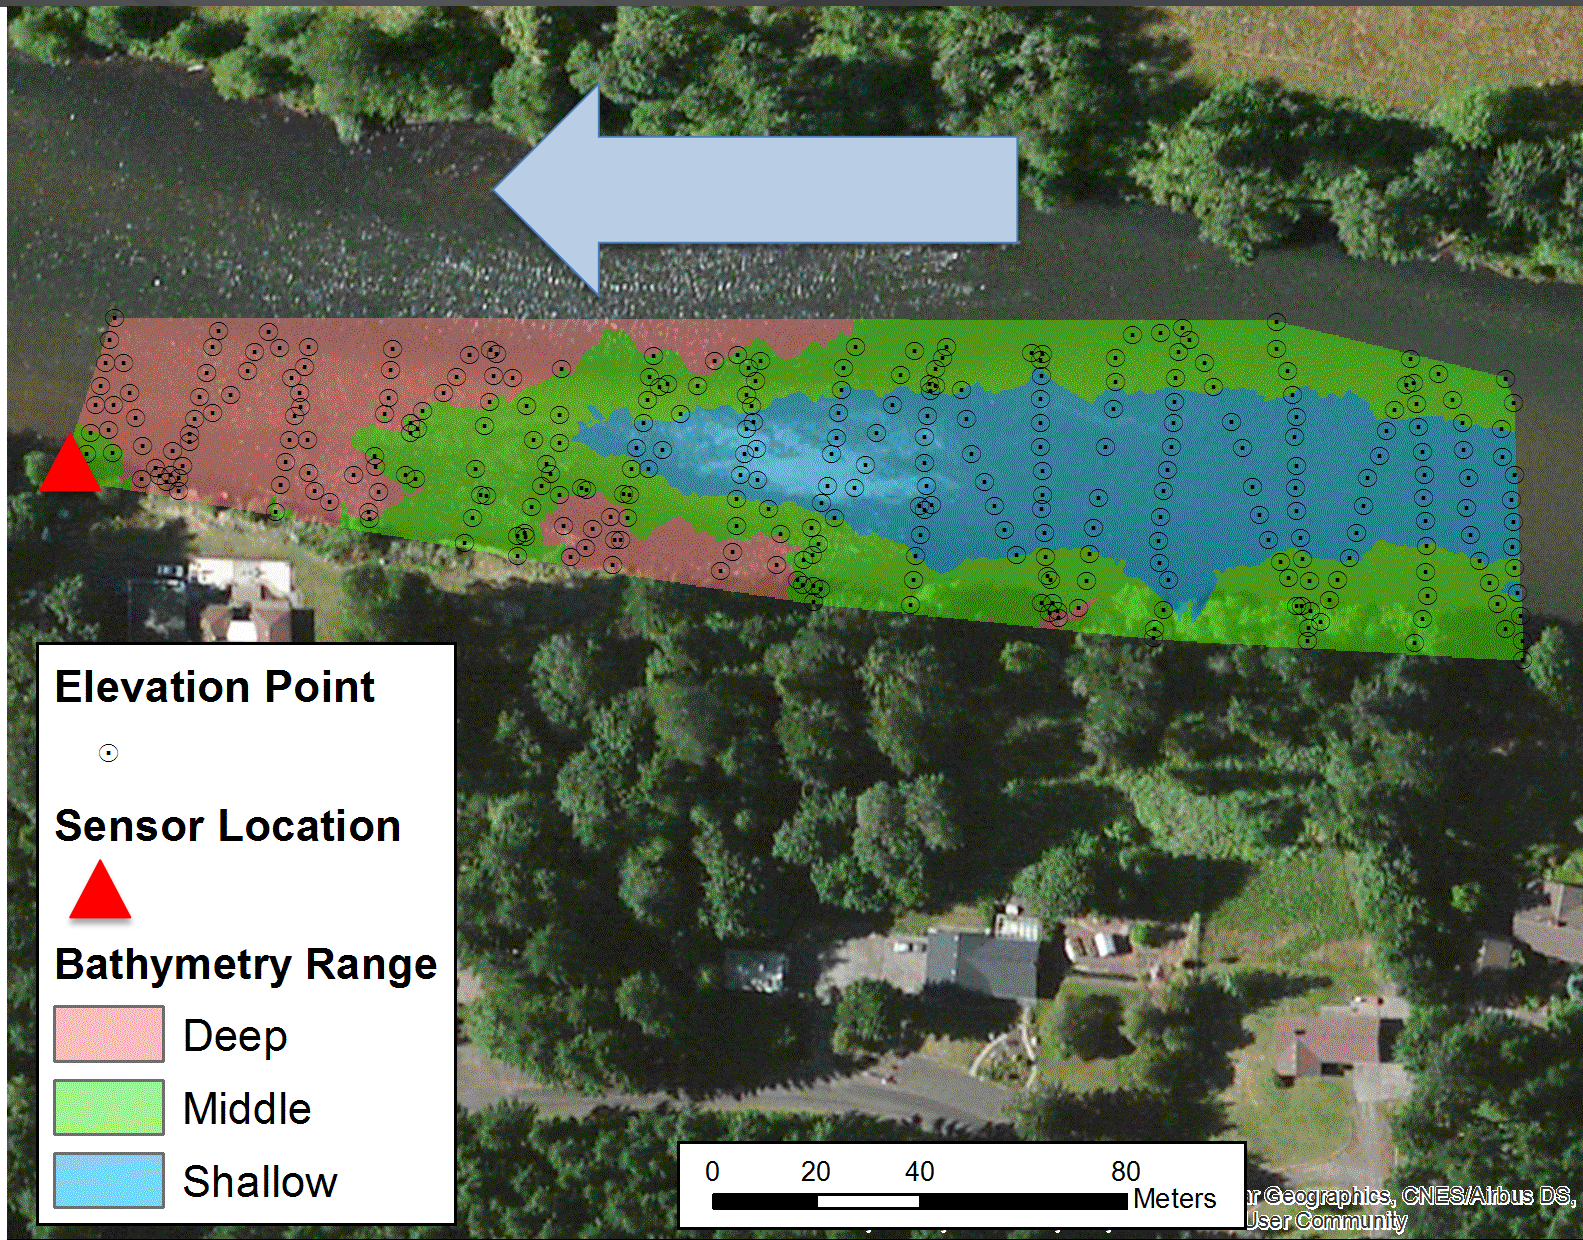 Elevation Point
Sensor Location
Bathymetry Range
Deep
Middle
Shallow
0 20 40 80
Meters
Geographics, CNES/Airbus DS,
User Community